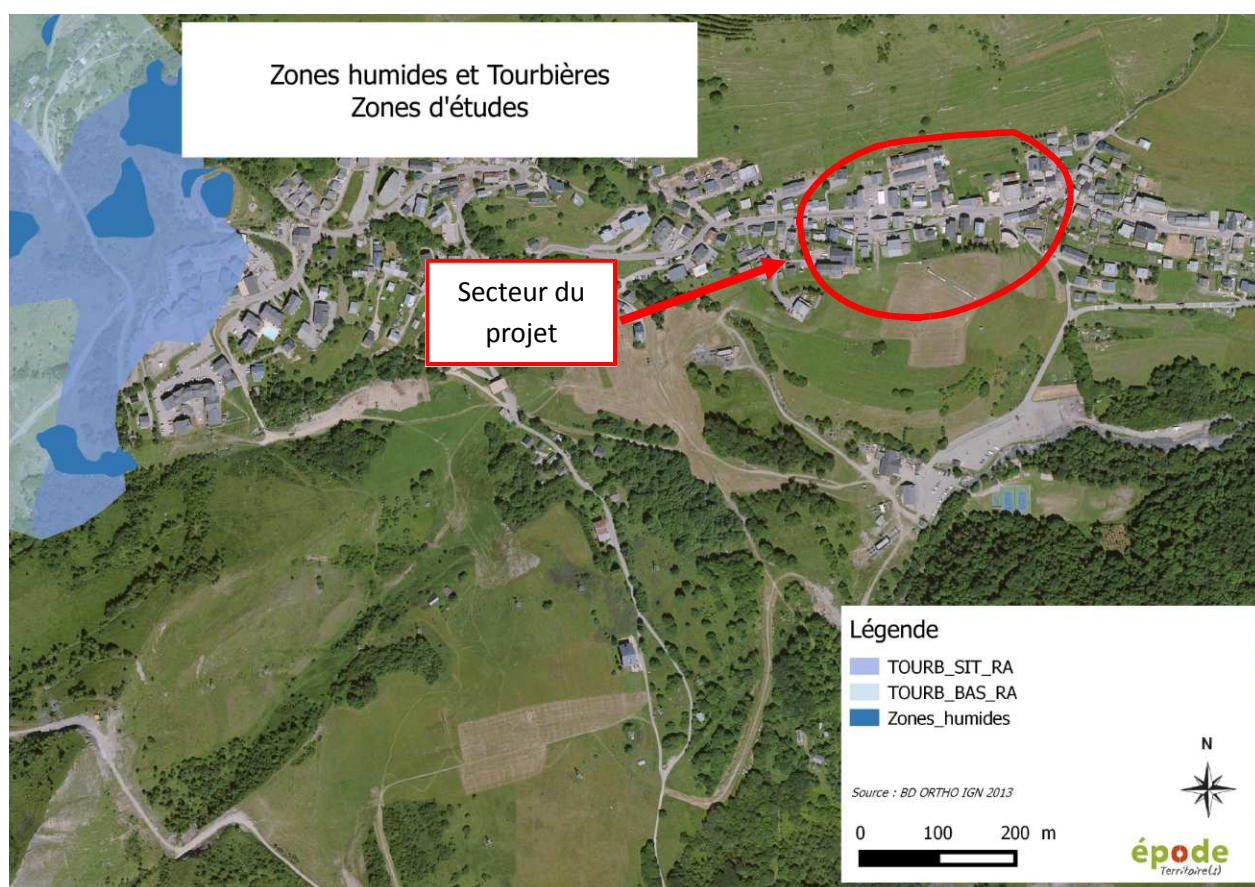 Zones humides et Tourbières
Zones d'études
Secteur du
projet
Légende
TOURB_SIT_RA
TOURB_BAS_RA
Zones_humides
N
Source : BD ORTHO IGN 2013
0 100 200 m
épode
Territoire(s)